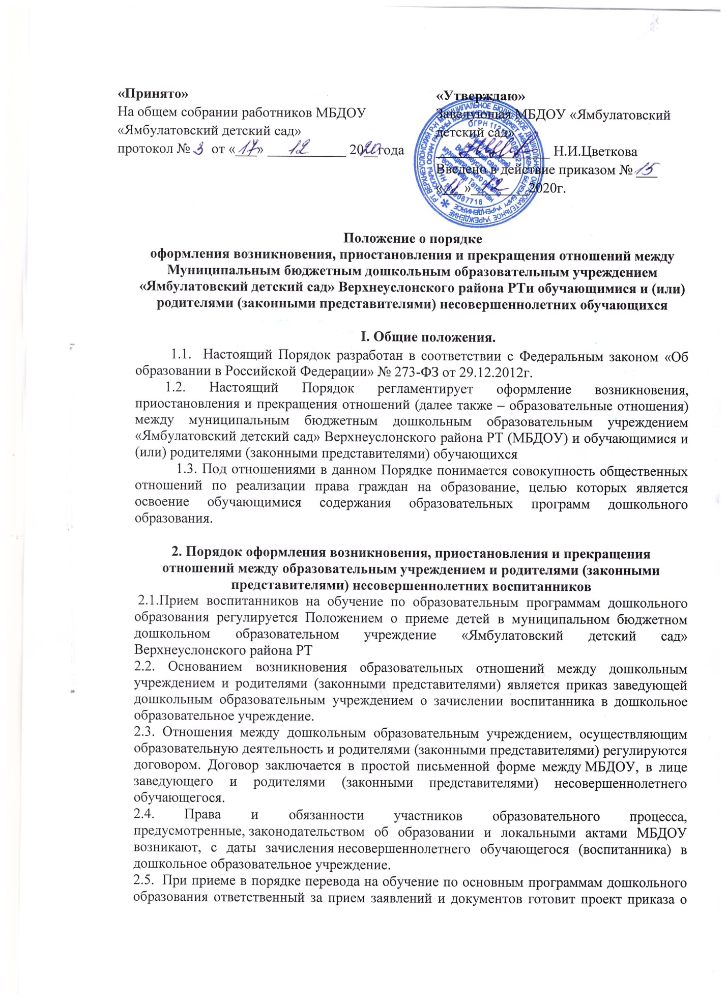 «Принято»
На общем собрании работников МБДОУ
«Ямбулатовский детский сад»
протокол № 3 от «17» 12 2020 года
«Утверждаю»
Заведующая МБДОУ «Ямбулатовский
детский сад»
Н.И.Цветкова
Введено в действие приказом № 15
«18» 12 2020г.
Положение о порядке
оформления возникновения, приостановления и прекращения отношений между
Муниципальным бюджетным дошкольным образовательным учреждением
«Ямбулатовский детский сад» Верхнеуслонского района РТи обучающимися и (или)
родителями (законными представителями) несовершеннолетних обучающихся
I. Общие положения.
1.1. Настоящий Порядок разработан в соответствии с Федеральным законом «Об
образовании в Российской Федерации» № 273-ФЗ от 29.12.2012г.
1.2. Настоящий Порядок регламентирует оформление возникновения,
приостановления и прекращения отношений (далее также – образовательные отношения)
между муниципальным бюджетным дошкольным образовательным учреждением
«Ямбулатовский детский сад» Верхнеуслонского района РТ (МБДОУ) и обучающимися и
(или) родителями (законными представителями) обучающихся
1.3. Под отношениями в данном Порядке понимается совокупность общественных
отношений по реализации права граждан на образование, целью которых является
освоение обучающимися содержания образовательных программ дошкольного
образования.
2. Порядок оформления возникновения, приостановления и прекращения
отношений между образовательным учреждением и родителями (законными
представителями) несовершеннолетних воспитанников
2.1.Прием воспитанников на обучение по образовательным программам дошкольного
образования регулируется Положением о приеме детей в муниципальном бюджетном
дошкольном образовательном учреждение «Ямбулатовский детский сад»
Верхнеуслонского района РТ
2.2. Основанием возникновения образовательных отношений между дошкольным
учреждением и родителями (законными представителями) является приказ заведующей
дошкольным образовательным учреждением о зачислении воспитанника в дошкольное
образовательное учреждение.
2.3. Отношения между дошкольным образовательным учреждением, осуществляющим
образовательную деятельность и родителями (законными представителями) регулируются
договором. Договор заключается в простой письменной форме между МБДОУ, в лице
заведующего и родителями (законными представителями) несовершеннолетнего
обучающегося.
2.4. Права и обязанности участников образовательного процесса,
предусмотренные, законодательством об образовании и локальными актами МБДОУ
возникают, с даты зачисления несовершеннолетнего обучающегося (воспитанника) в
дошкольное образовательное учреждение.
2.5. При приеме в порядке перевода на обучение по основным программам дошкольного
образования ответственный за прием заявлений и документов готовит проект приказа о